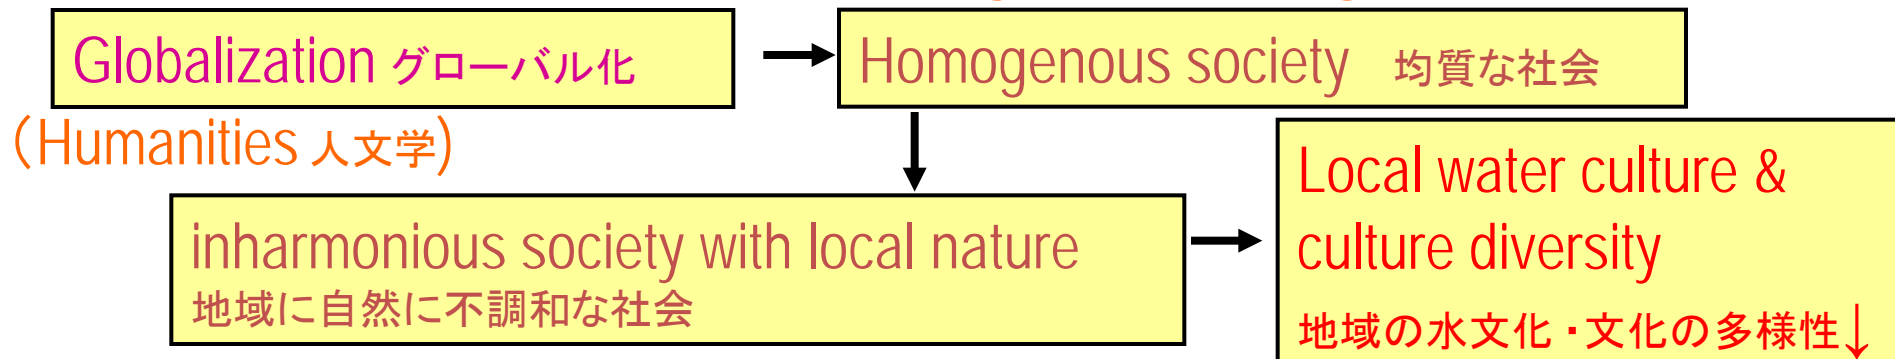 Globalization グローバル化
Homogenous society 均質な社会
(Humanities 人文学)
inharmonious society with local nature
地域に自然に不調和な社会
Local water culture &
culture diversity
地域の水文化・文化の多様性↓